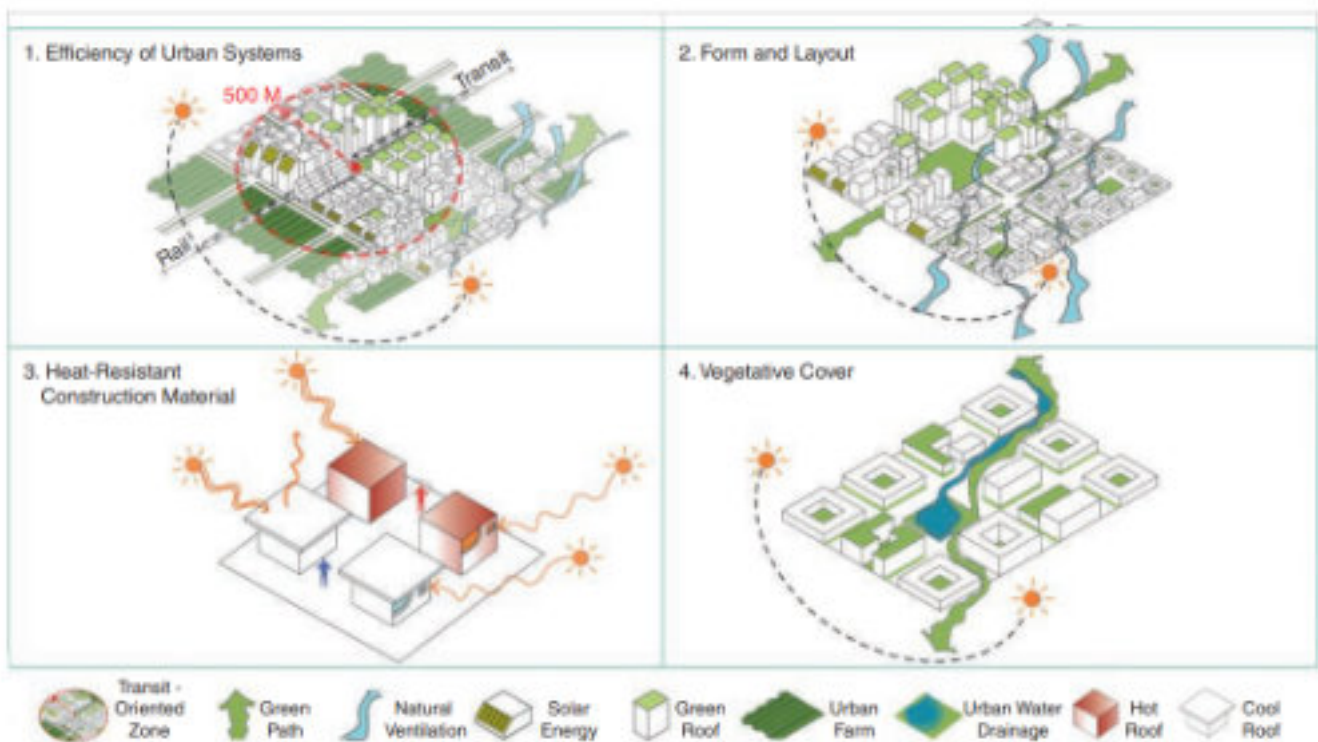 1. Efficiency of Urban Systems
500 M
Transit
Rail
2. Form and Layout
3. Heat-Resistant
Construction Material
4. Vegetative Cover
Transit -
Oriented
Zone
Green
Path
Natural
Ventilation
Solar
Energy
Green
Roof
Urban
Farm
Urban Water
Drainage
Hot
Roof
Cool
Roof